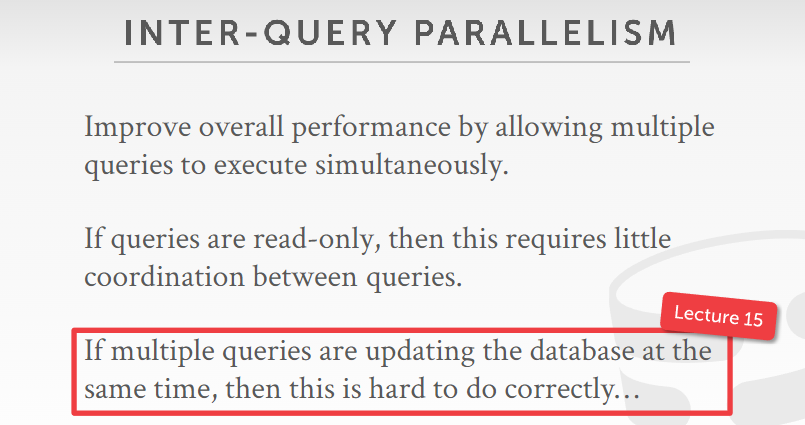 INTER-QUERY PARALLELISM
Improve overall performance by allowing multiple
queries to execute simultaneously.
If queries are read-only, then this requires little
coordination between queries.
Lecture 15
If multiple queries are updating the database at the
same time, then this is hard to do correctly…